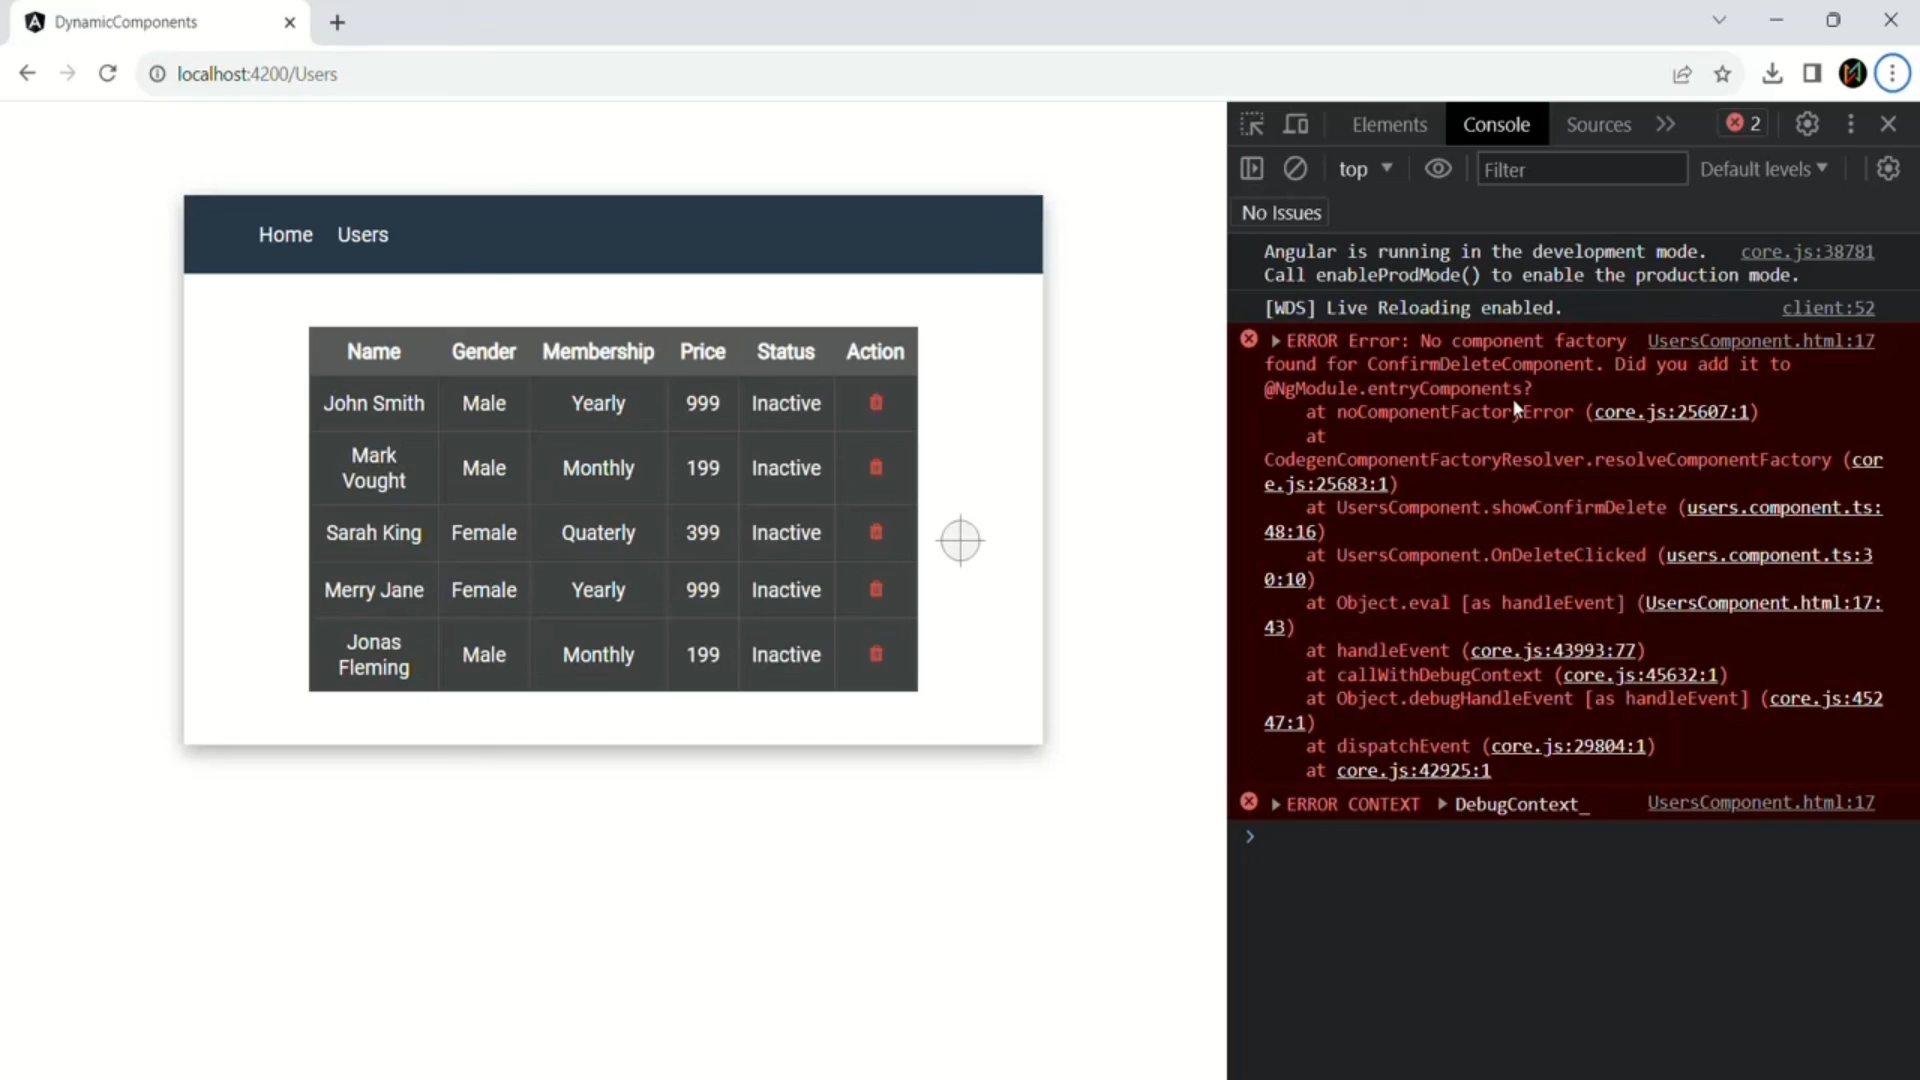 DynamicComponents
localhost:4200/Users
Home Users
Name Gender Membership Price Status Action
John Smith Male Yearly 999 Inactive
Mark Vought Male Monthly 199 Inactive
Sarah King Female Quaterly 399 Inactive
Merry Jane Female Yearly 999 Inactive
Jonas Fleming Male Monthly 199 Inactive
Elements Console Sources 2
top Filter Default levels
No Issues
Angular is running in the development mode. core.js:38781
Call enableProdMode() to enable the production mode.
[WDS] Live Reloading enabled. client:52
ERROR Error: No component factory UsersComponent.html:17
found for ConfirmDeleteComponent. Did you add it to
@NgModule.entryComponents?
at noComponentFactoryError (core.js:25607:1)
at
CodegenComponentFactoryResolver.resolveComponentFactory (cor
e.js:25683:1)
at UsersComponent.showConfirmDelete (users.component.ts:
48:16)
at UsersComponent.OnDeleteClicked (users.component.ts:3
0:10)
at Object.eval [as handleEvent] (UsersComponent.html:17:
43)
at handleEvent (core.js:43993:77)
at callWithDebugContext (core.js:45632:1)
at Object.debugHandleEvent [as handleEvent] (core.js:452
47:1)
at dispatchEvent (core.js:29804:1)
at core.js:42925:1
ERROR CONTEXT DebugContext_ UsersComponent.html:17